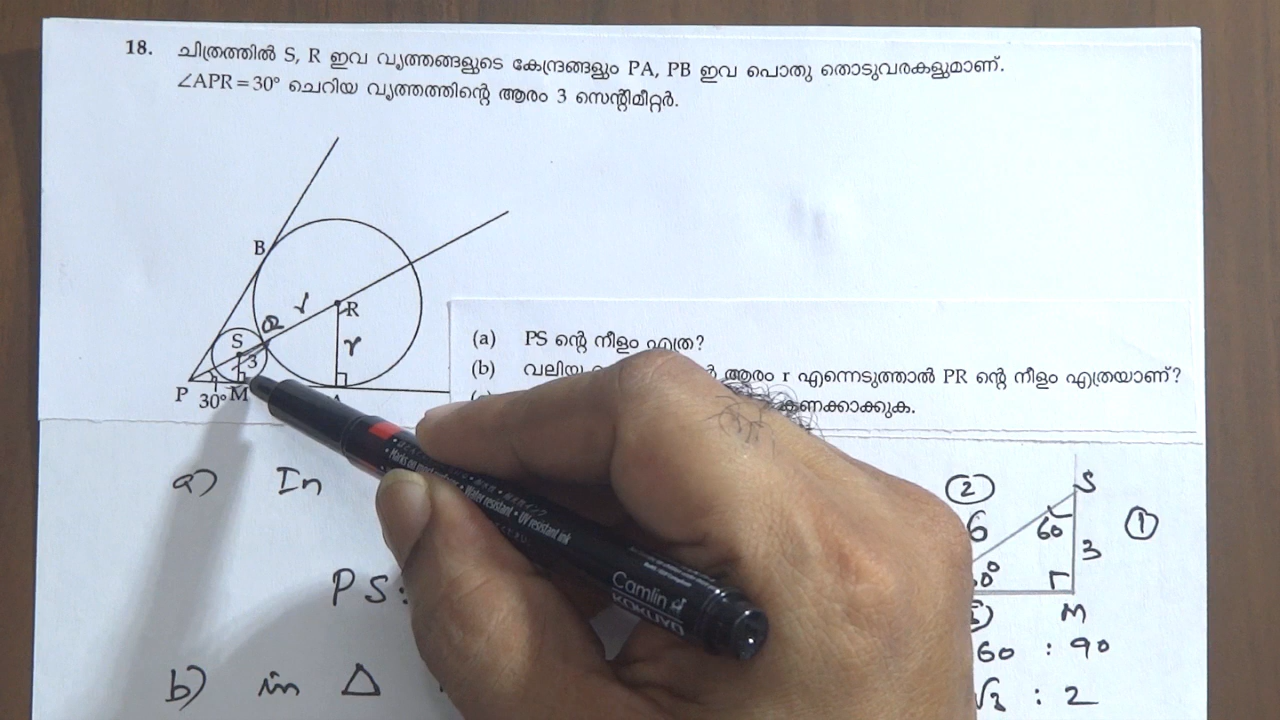 18. ചിത്രത്തിൽ S, R ഇവ വൃത്തങ്ങളുടെ കേന്ദ്രങ്ങളും PA, PB ഇവ പൊതു തൊടുവരകളുമാണ്.
∠APR=30° ചെറിയ വൃത്തത്തിന്റെ ആരം 3 സെന്റീമീറ്റർ.
B
r
R
S
3
r
P 30° M
(a) PS ന്റെ നീളം എത്ര?
(b) വലിയ ആരം r എന്നെടുത്താൽ PR ന്റെ നീളം എത്രയാണ്?
കണക്കാക്കുക.
a) In
PS:
b) in Δ
② S
6 60 ①
3
M
60 : 90
√3 : 2